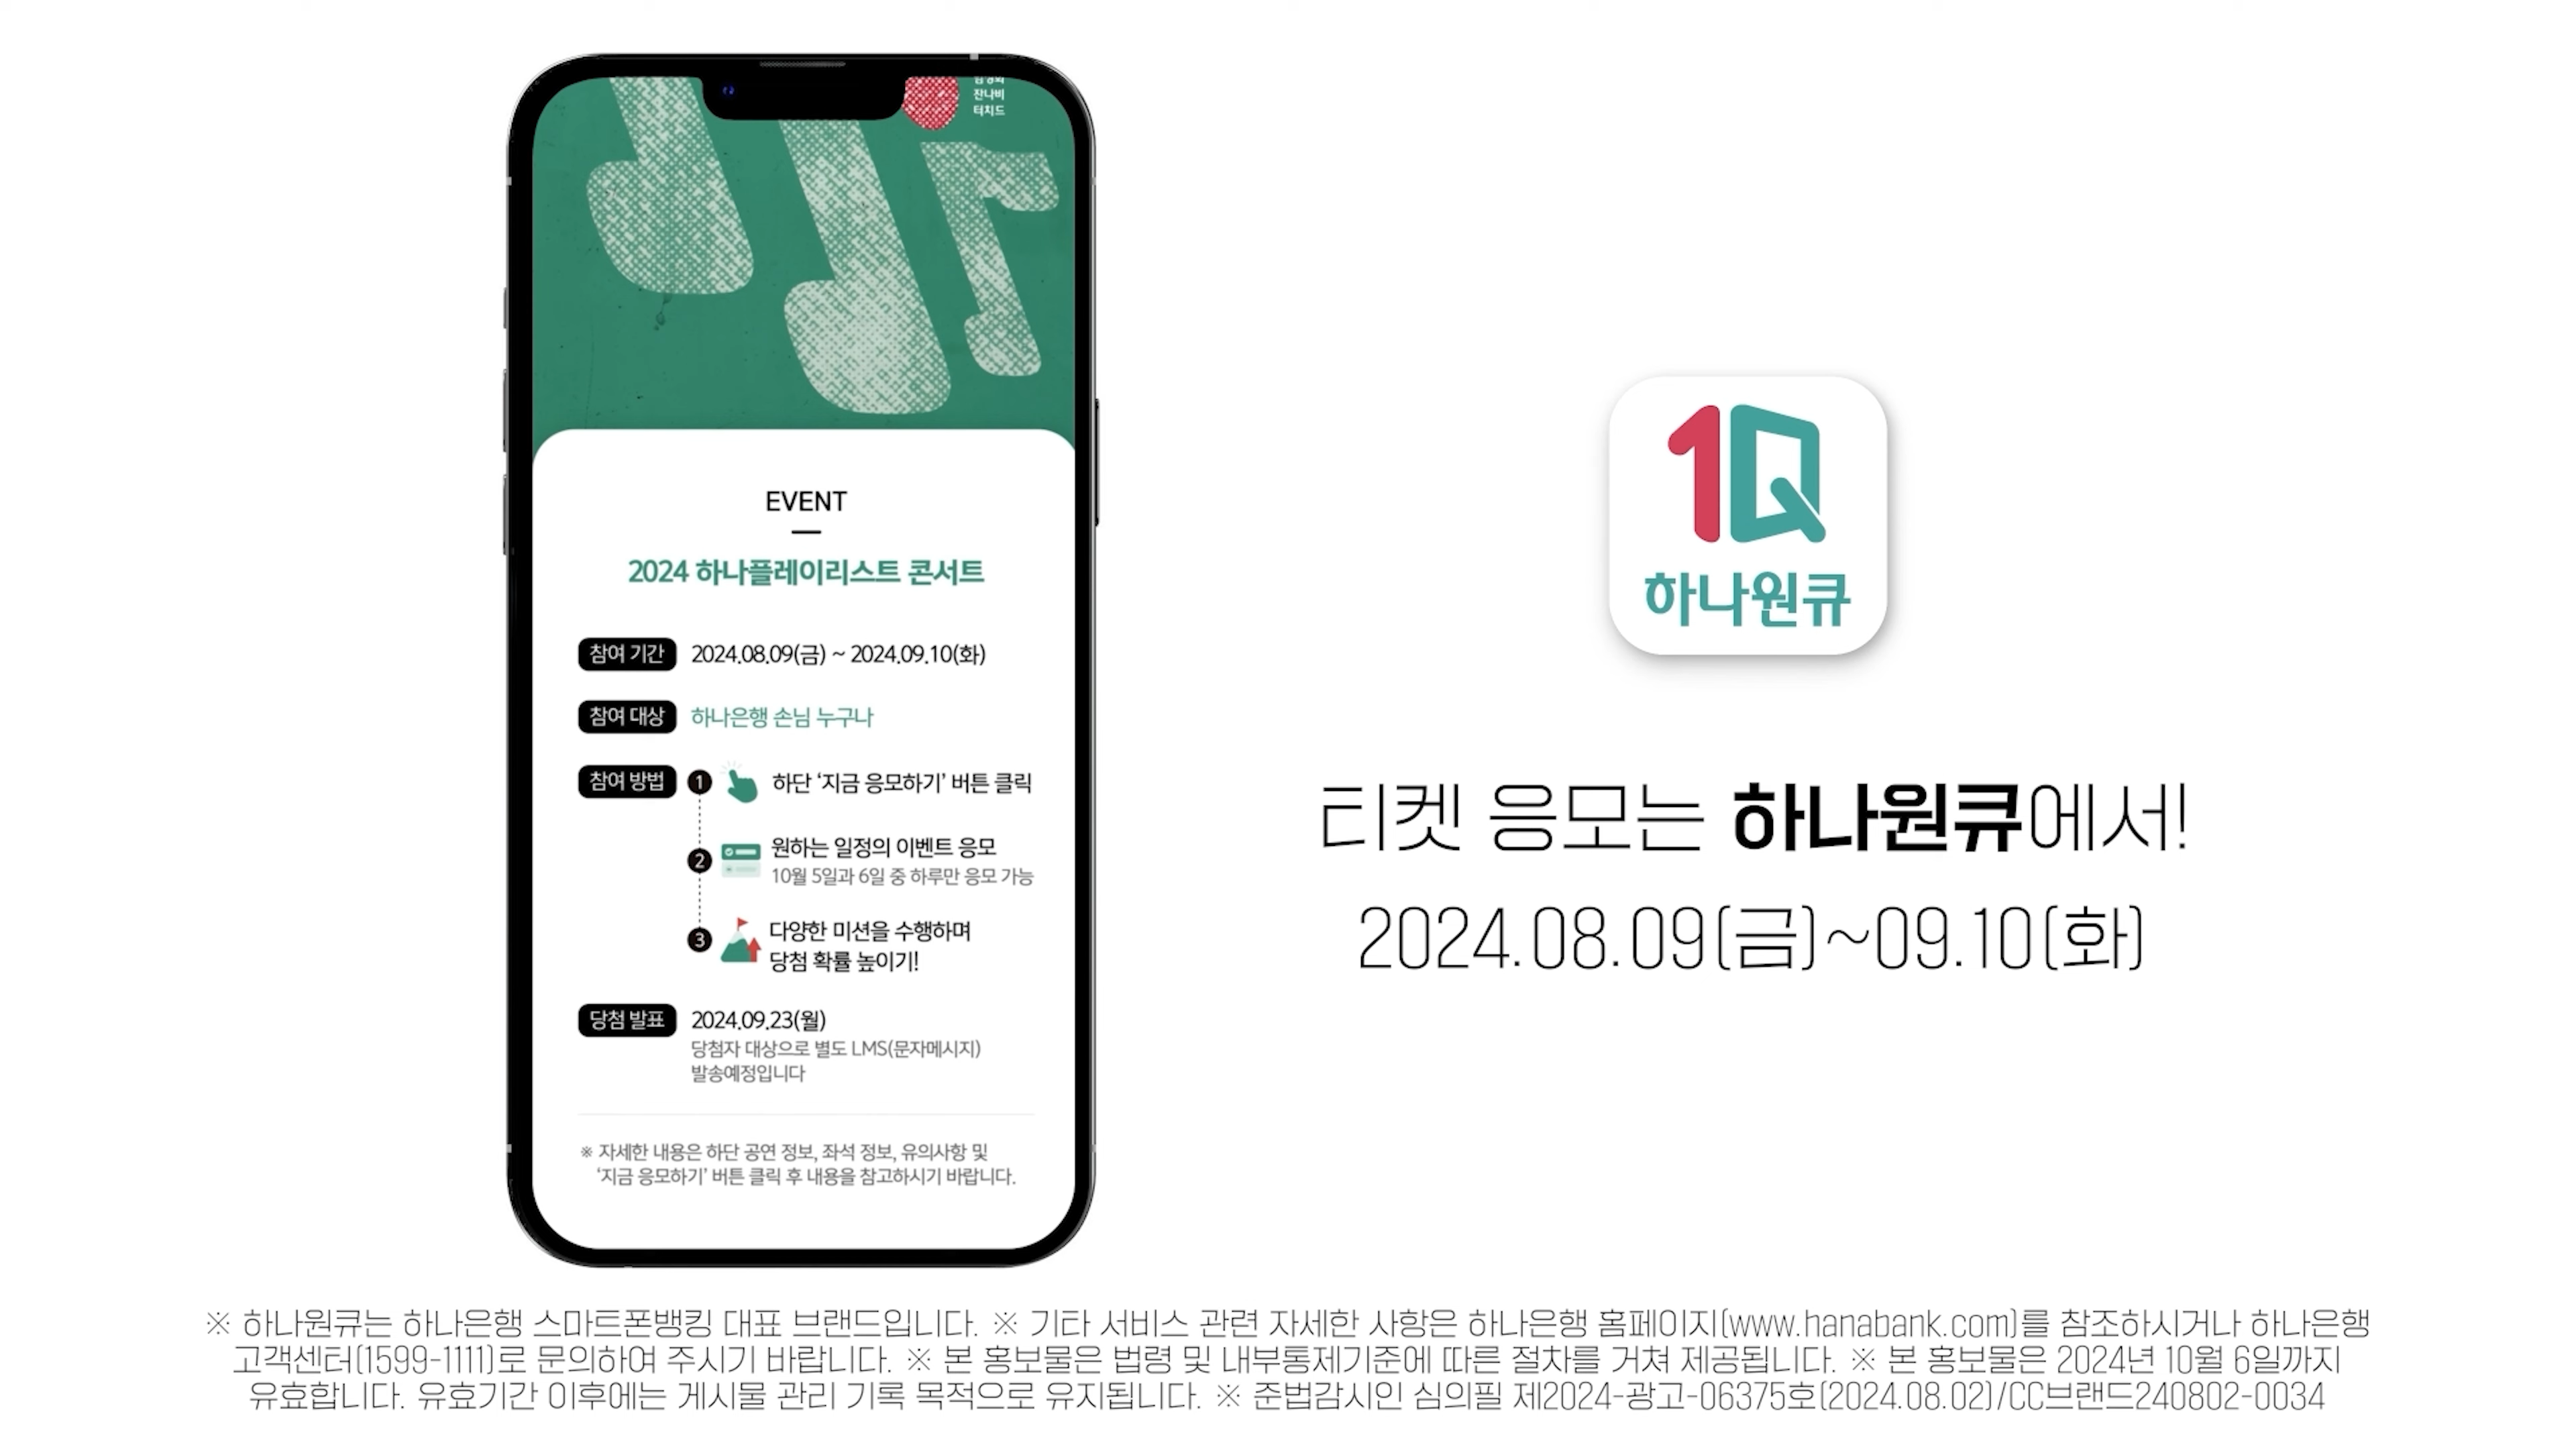 잔나비
터치드
EVENT
2024 하나플레이리스트 콘서트
참여 기간 2024.08.09(금) ~ 2024.09.10(화)
참여 대상 하나은행 손님 누구나
참여 방법 1 하단 ‘지금 응모하기’ 버튼 클릭
2 원하는 일정의 이벤트 응모
10월 5일과 6일 중 하루만 응모 가능
3 다양한 미션을 수행하며
당첨 확률 높이기!
당첨 발표 2024.09.23(월)
당첨자 대상으로 별도 LMS(문자메시지)
발송예정입니다
※ 자세한 내용은 하단 공연 정보, 좌석 정보, 유의사항 및
‘지금 응모하기’ 버튼 클릭 후 내용을 참고하시기 바랍니다.
1Q
하나원큐
티켓 응모는 하나원큐에서!
2024.08.09(금)~09.10(화)
※ 하나원큐는 하나은행 스마트폰뱅킹 대표 브랜드입니다. ※ 기타 서비스 관련 자세한 사항은 하나은행 홈페이지(www.hanabank.com)를 참조하시거나 하나은행
고객센터(1599-1111)로 문의하여 주시기 바랍니다. ※ 본 홍보물은 법령 및 내부통제기준에 따른 절차를 거쳐 제공됩니다. ※ 본 홍보물은 2024년 10월 6일까지
유효합니다. 유효기간 이후에는 게시물 관리 기록 목적으로 유지됩니다. ※ 준법감시인 심의필 제2024-광고-06375호(2024.08.02)/CC브랜드240802-0034